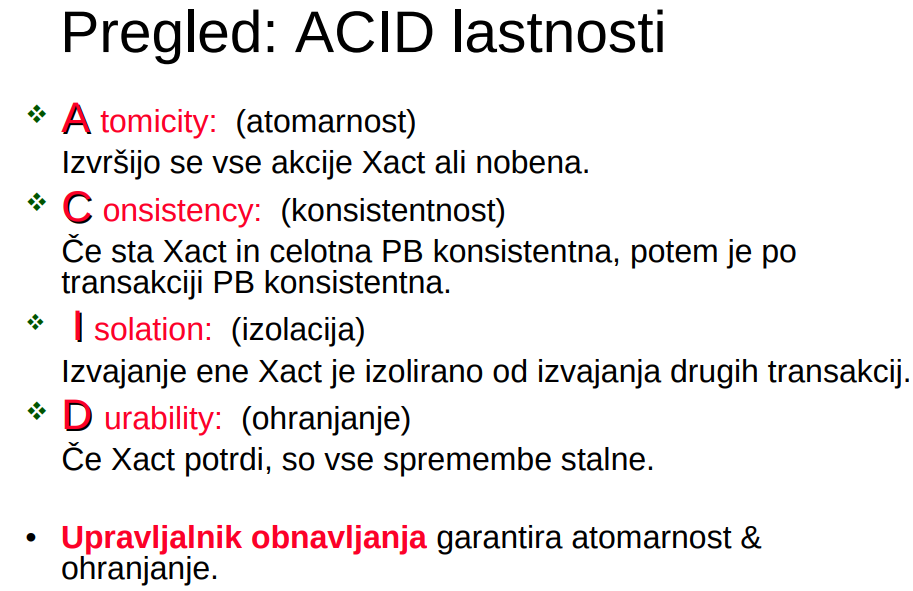 Pregled: ACID lastnosti
A tomicity: (atomarnost)
Izvršijo se vse akcije Xact ali nobena.
C onsistency: (konsistentnost)
Če sta Xact in celotna PB konsistentna, potem je po
transakciji PB konsistentna.
I solation: (izolacija)
Izvajanje ene Xact je izolirano od izvajanja drugih transakcij.
D urability: (ohranjanje)
Če Xact potrdi, so vse spremembe stalne.
• Upravljalnik obnavljanja garantira atomarnost &
ohranjanje.